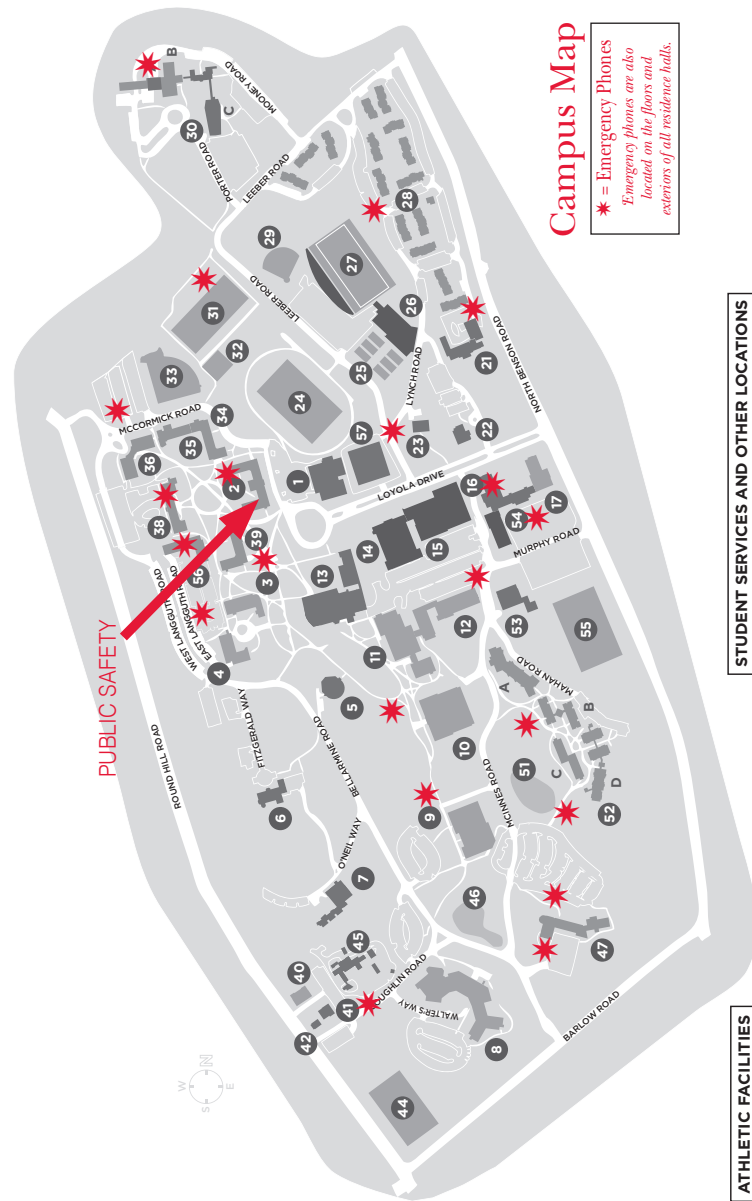 Campus Map
✷ = Emergency Phones
*Emergency phones are also
located on the floors and
exteriors of all residence halls.
PUBLIC SAFETY
ROUND HILL ROAD
WEST LANGGUTH ROAD
EAST LANGGUTH ROAD
FITZGERALD WAY
BELLARMINE ROAD
O'NEIL WAY
OUGHLIN ROAD
WALTERS WAY
BARLOW ROAD
MCINNES ROAD
MAHAN ROAD
MURPHY ROAD
LOYOLA DRIVE
NORTH BENSON ROAD
LYNCH ROAD
LEEBER ROAD
LEEBER ROAD
MCCORMICK ROAD
PORTER ROAD
MOONEY ROAD
N
W
E
S
1
2
3
4
5
6
7
8
9
10
11
12
13
14
15
16
17
21
22
23
24
25
26
27
28
29
30
B
C
31
32
33
34
35
36
38
39
40
41
42
44
45
46
47
51
52
A
B
C
D
53
54
55
56
57
ATHLETIC FACILITIES
STUDENT SERVICES AND OTHER LOCATIONS